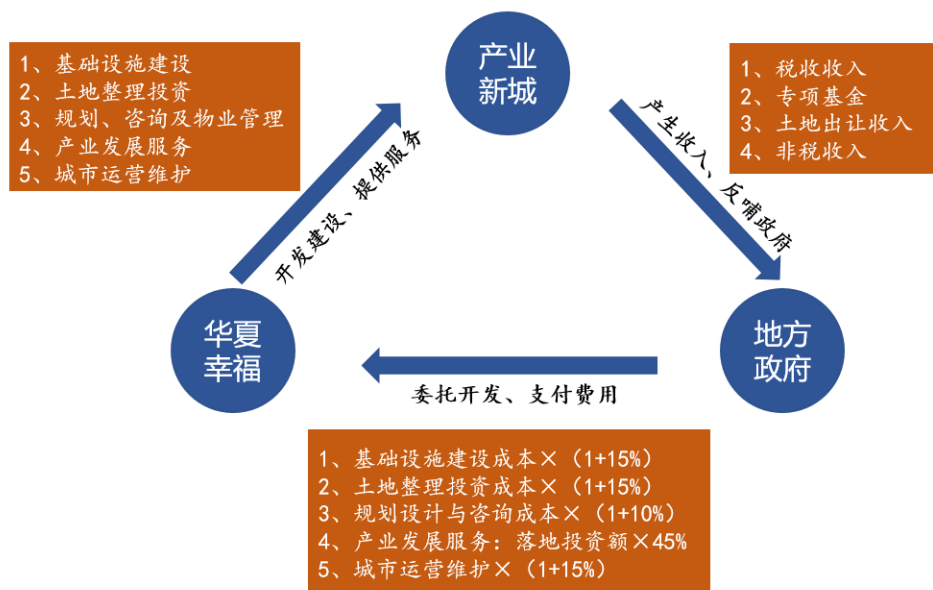 产业
新城
1、基础设施建设
2、土地整理投资
3、规划、咨询及物业管理
4、产业发展服务
5、城市运营维护
1、税收收入
2、专项基金
3、土地出让收入
4、非税收入
开发建设、提供服务
产生收入、反哺政府
华夏
幸福
地方
政府
委托开发、支付费用
1、基础设施建设成本×（1+15%）
2、土地整理投资成本×（1+15%）
3、规划设计与咨询成本×（1+10%）
4、产业发展服务：落地投资额×45%
5、城市运营维护×（1+15%）